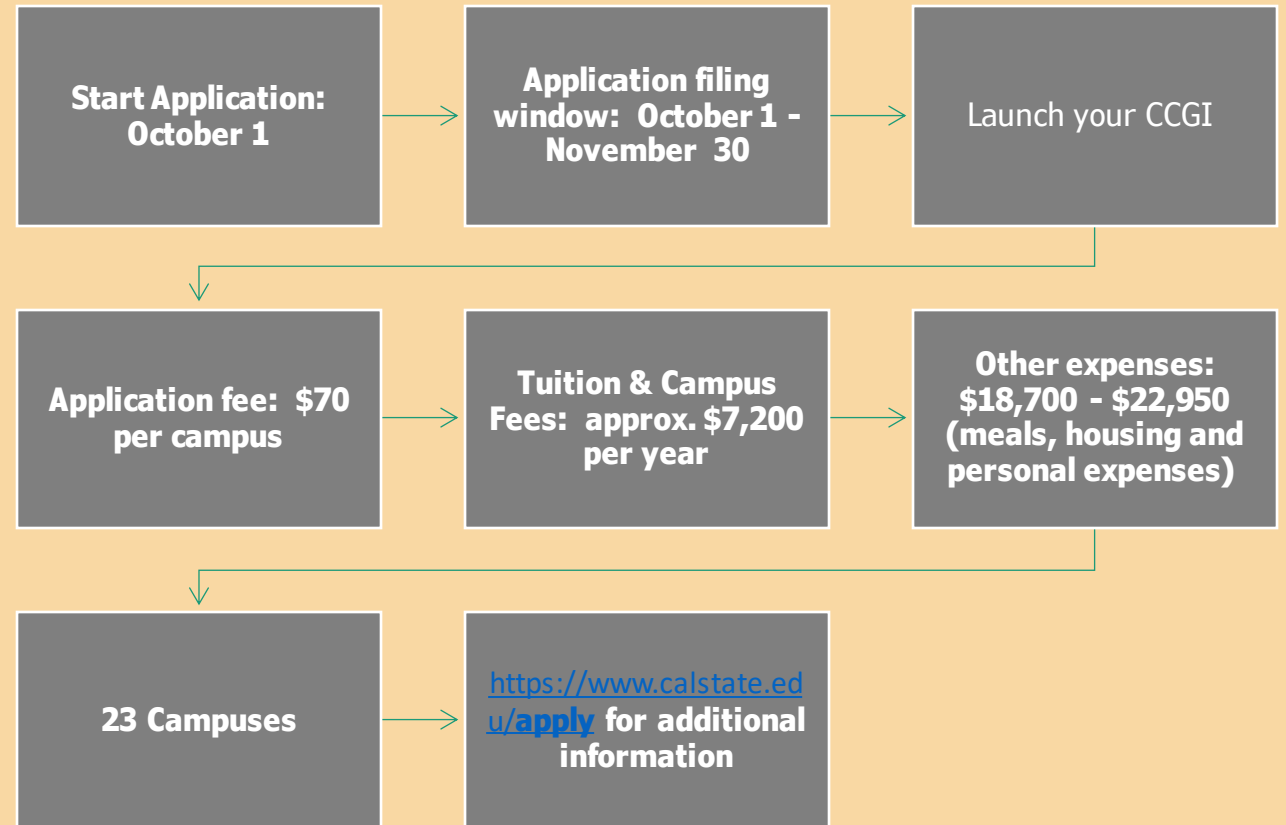 Start Application:
October 1
Application filing
window: October 1 -
November 30
Launch your CCGI
Application fee: $70
per campus
Tuition & Campus
Fees: approx. $7,200
per year
Other expenses:
$18,700 - $22,950
(meals, housing and
personal expenses)
23 Campuses
https://www.calstate.ed
u/apply for additional
information